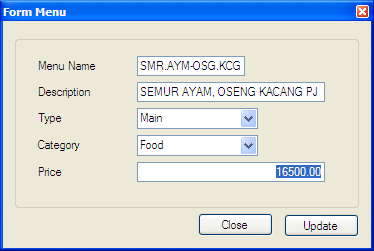 Form Menu
Menu Name SMR.AYM-OSG.KCG
Description SEMUR AYAM, OSENG KACANG PJ
Type Main
Category Food
Price 16500.00
Close Update